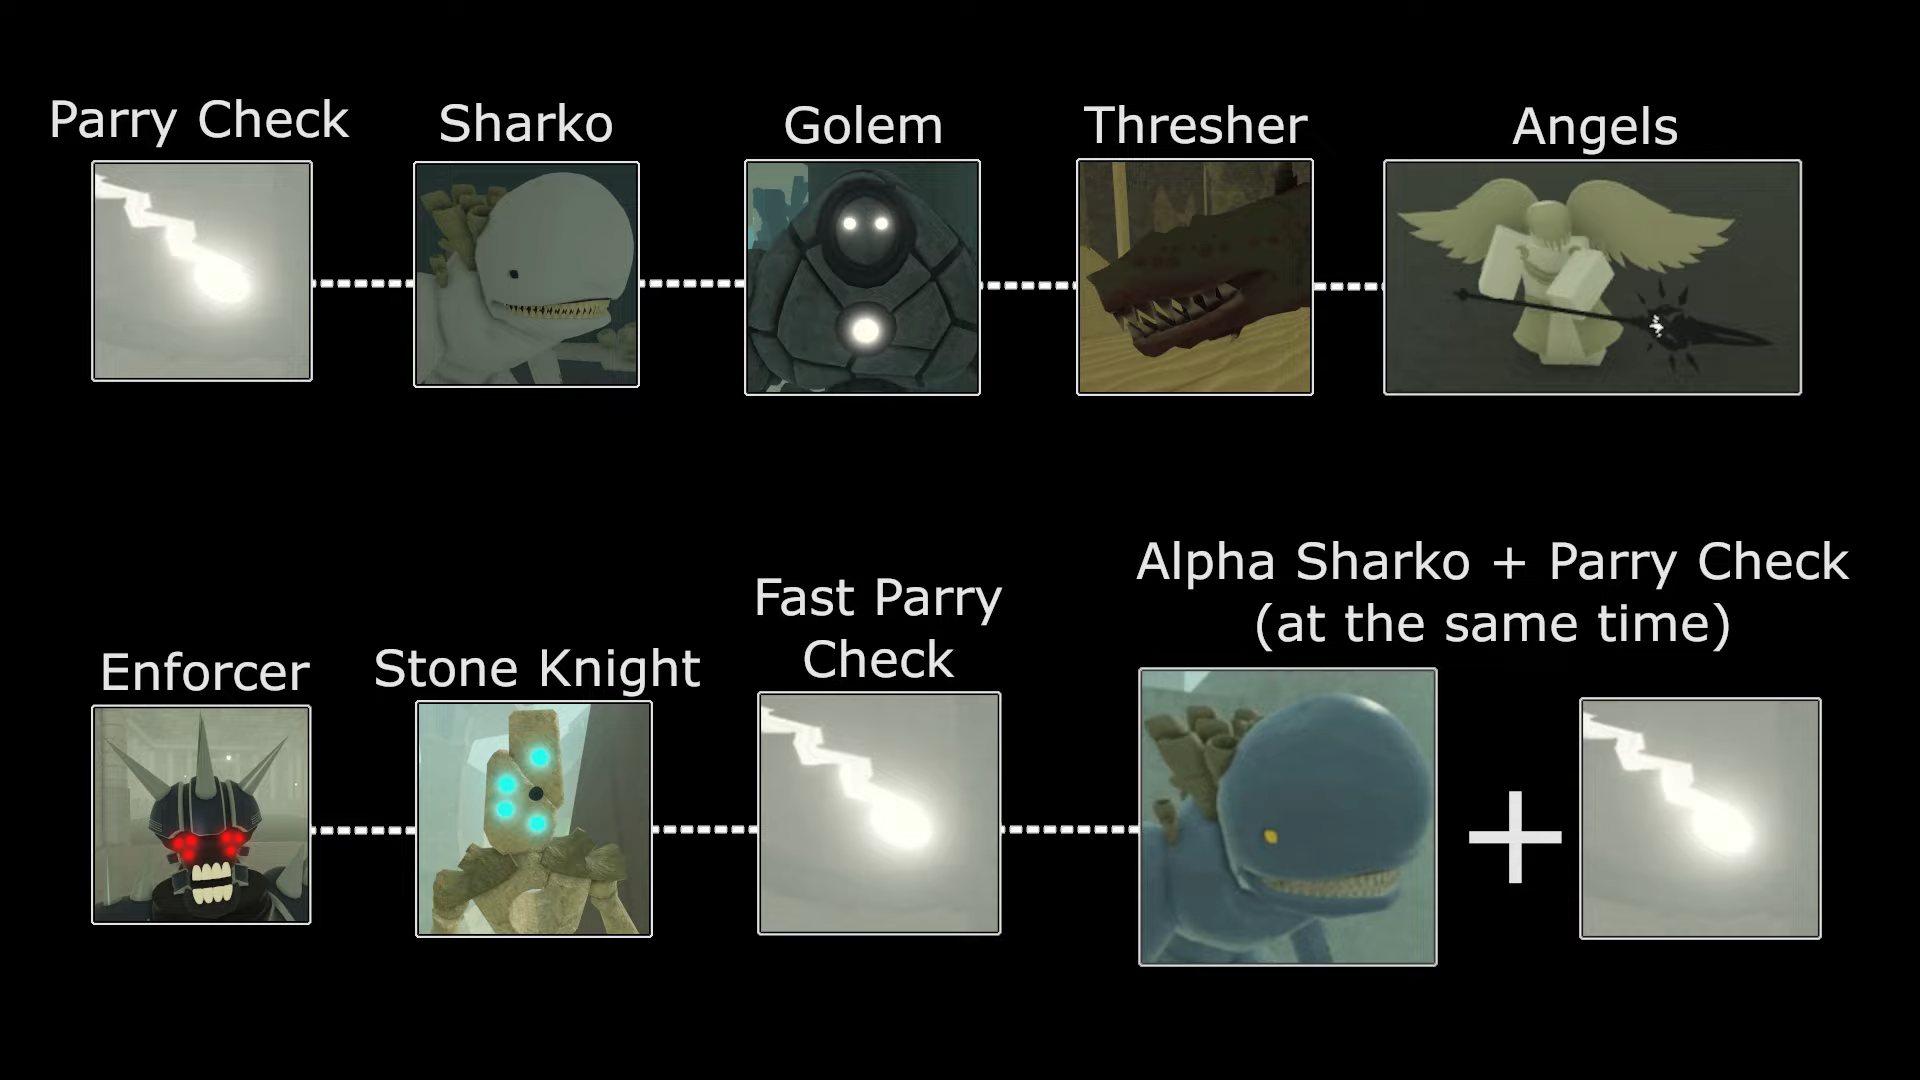 Parry Check
Sharko
Golem
Thresher
Angels
Enforcer
Stone Knight
Fast Parry
Check
Alpha Sharko + Parry Check
(at the same time)